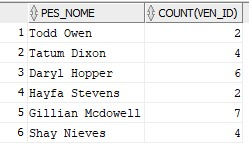 PES_NOME COUNT(VEN_ID)
1 Todd Owen 2
2 Tatum Dixon 4
3 Daryl Hopper 6
4 Hayfa Stevens 2
5 Gillian Mcdowell 7
6 Shay Nieves 4